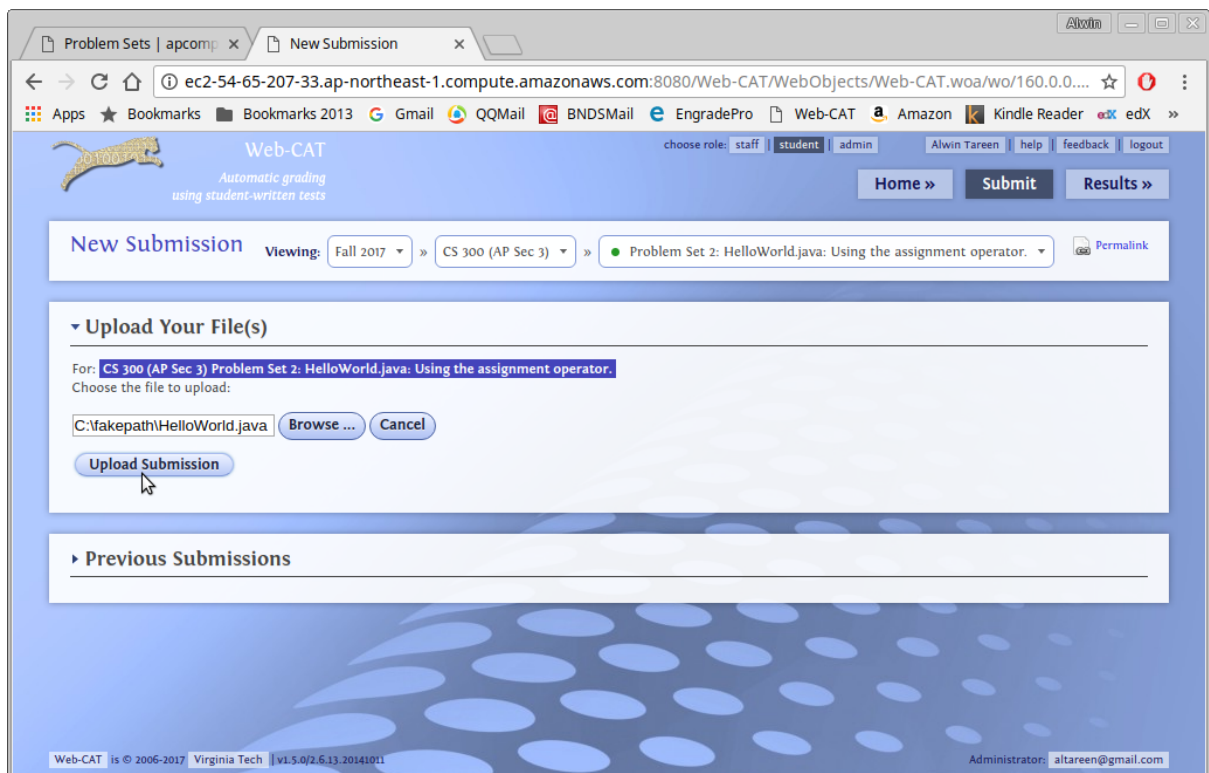 Alwin
Problem Sets | apcomp
New Submission
ec2-54-65-207-33.ap-northeast-1.compute.amazonaws.com:8080/Web-CAT/WebObjects/Web-CAT.woa/wo/160.0.0....
Apps Bookmarks Bookmarks 2013 Gmail QQMail BNDSMail EngradePro Web-CAT Amazon Kindle Reader edX »
Web-CAT
Automatic grading
using student-written tests
choose role: staff | student | admin
Alwin Tareen | help | feedback | logout
Home » Submit Results »
New Submission Viewing: Fall 2017 » CS 300 (AP Sec 3) » Problem Set 2: HelloWorld.java: Using the assignment operator. Permalink
Upload Your File(s)
For: CS 300 (AP Sec 3) Problem Set 2: HelloWorld.java: Using the assignment operator.
Choose the file to upload:
C:\fakepath\HelloWorld.java Browse ... Cancel
Upload Submission
Previous Submissions
Web-CAT is © 2006-2017 Virginia Tech | v1.5.0/2.6.13.20141011
Administrator: altareen@gmail.com